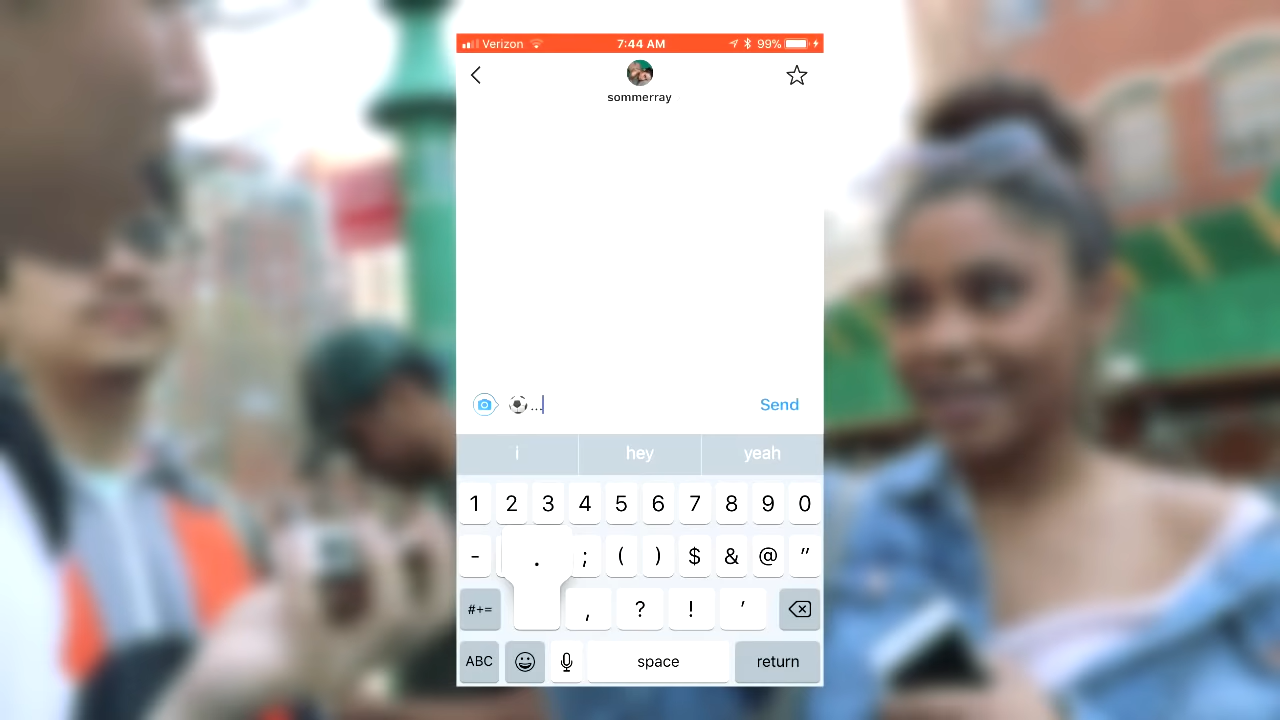 Verizon 7:44 AM 99%
sommerray
⚽... Send
i hey yeah
1 2 3 4 5 6 7 8 9 0
- . ; ( ) $ & @ "
#+= , ? ! '
ABC space return